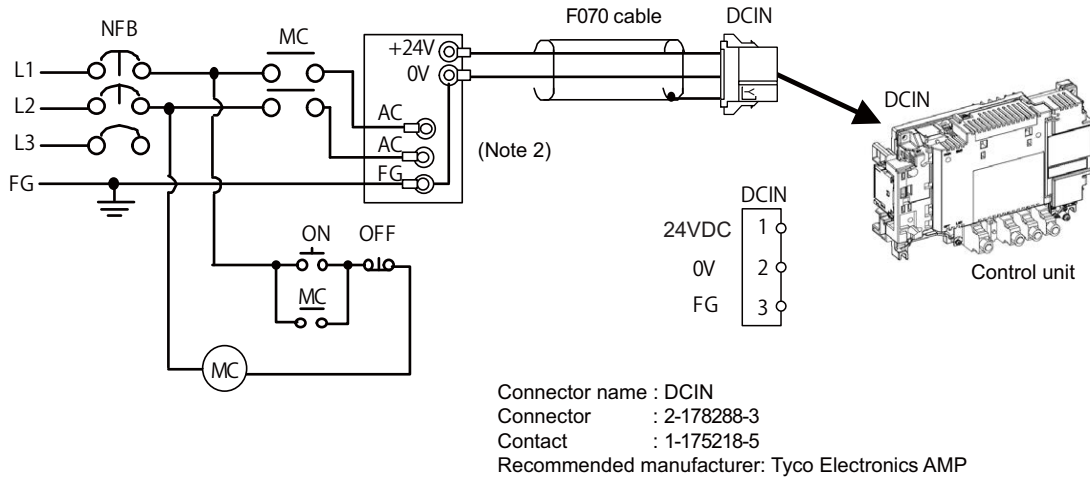 F070 cable
DCIN
NFB
MC
+24V
0V
L1
L2
AC
DCIN
L3
AC
(Note 2)
FG
FG
DCIN
24VDC 1
ON OFF
0V 2
MC
FG 3
Control unit
MC
Connector name : DCIN
Connector : 2-178288-3
Contact : 1-175218-5
Recommended manufacturer: Tyco Electronics AMP